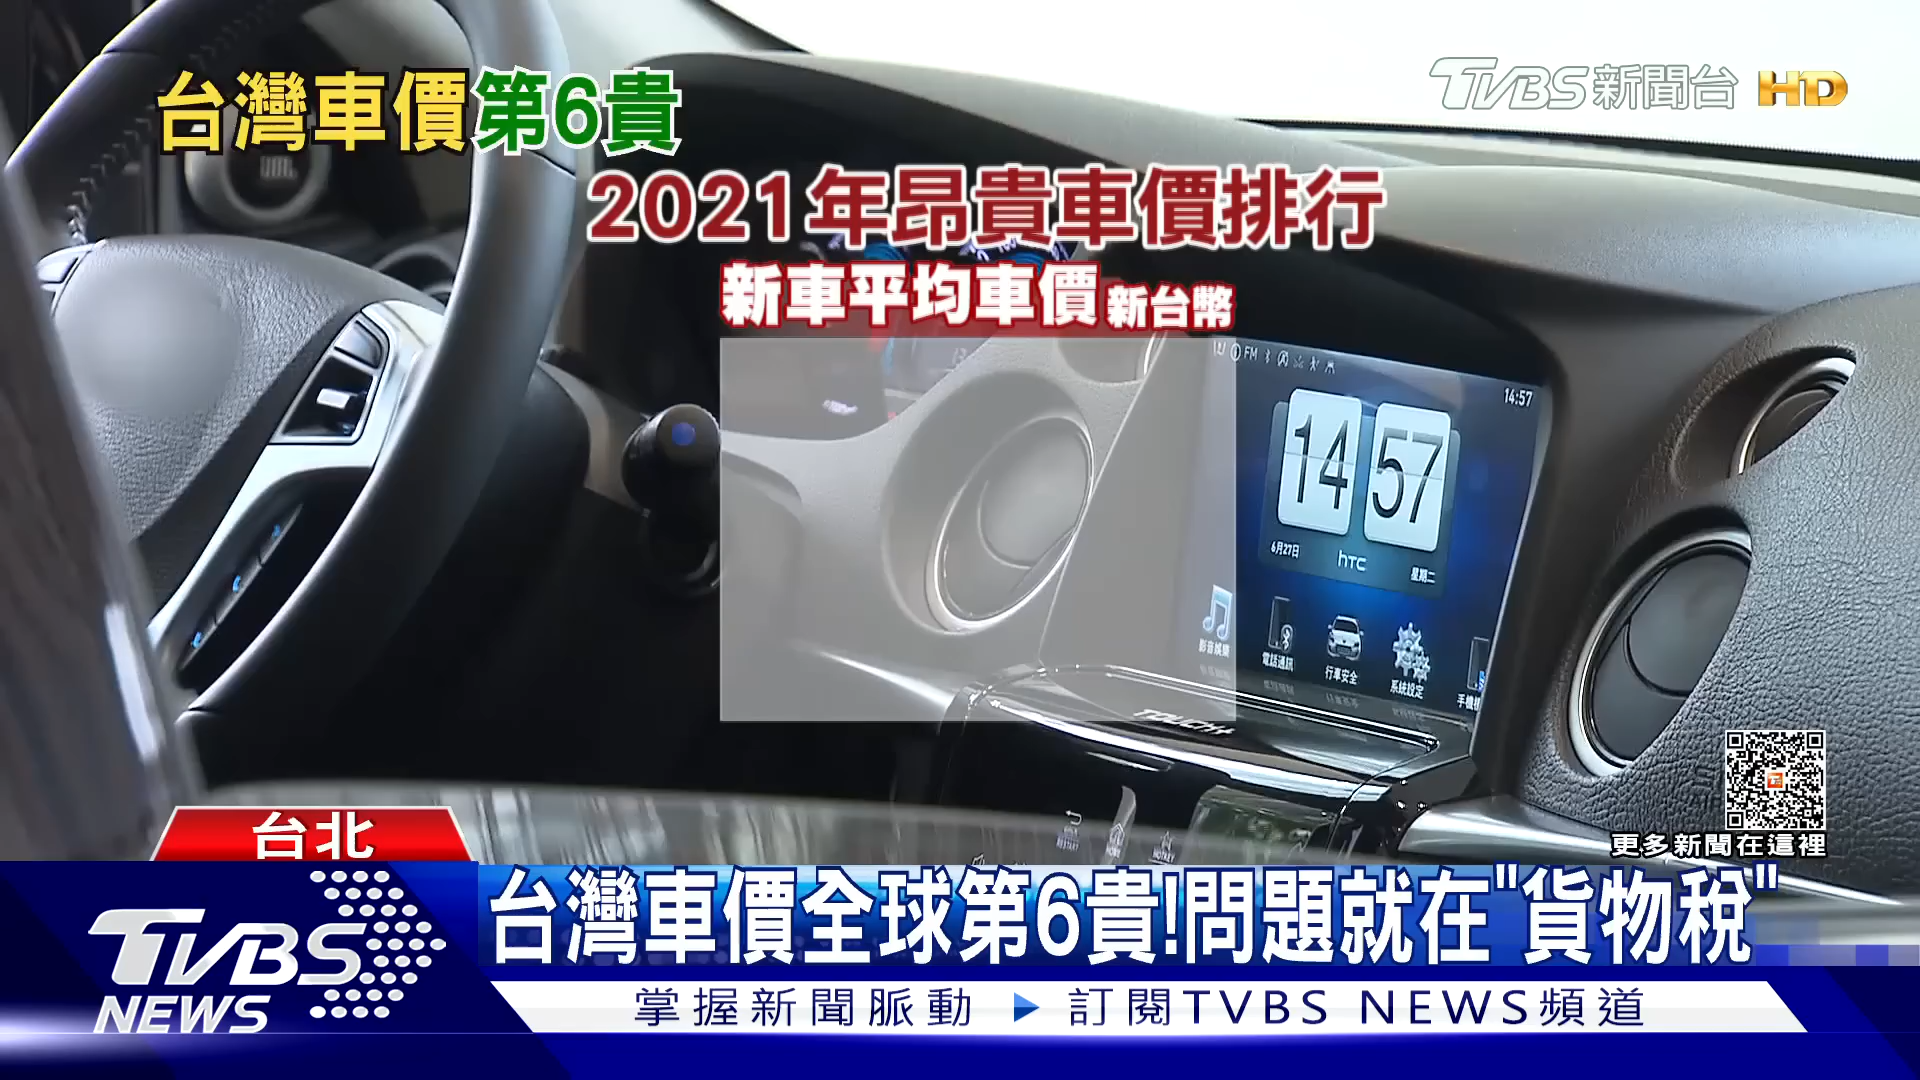 台灣車價第6貴
TVBS新聞台 HD
2021年昂貴車價排行
新車平均車價 新台幣
FM
14:57
14 57
6月27日
hTC
星期二
影音娛樂
電話通訊
行車安全
系統設定
手機
TOUCH+
RESTART
HOME
HOTKEY
更多新聞在這裡
台北
台灣車價全球第6貴!問題就在"貨物稅"
TVBS
NEWS
掌握新聞脈動 ▶ 訂閱TVBS NEWS頻道